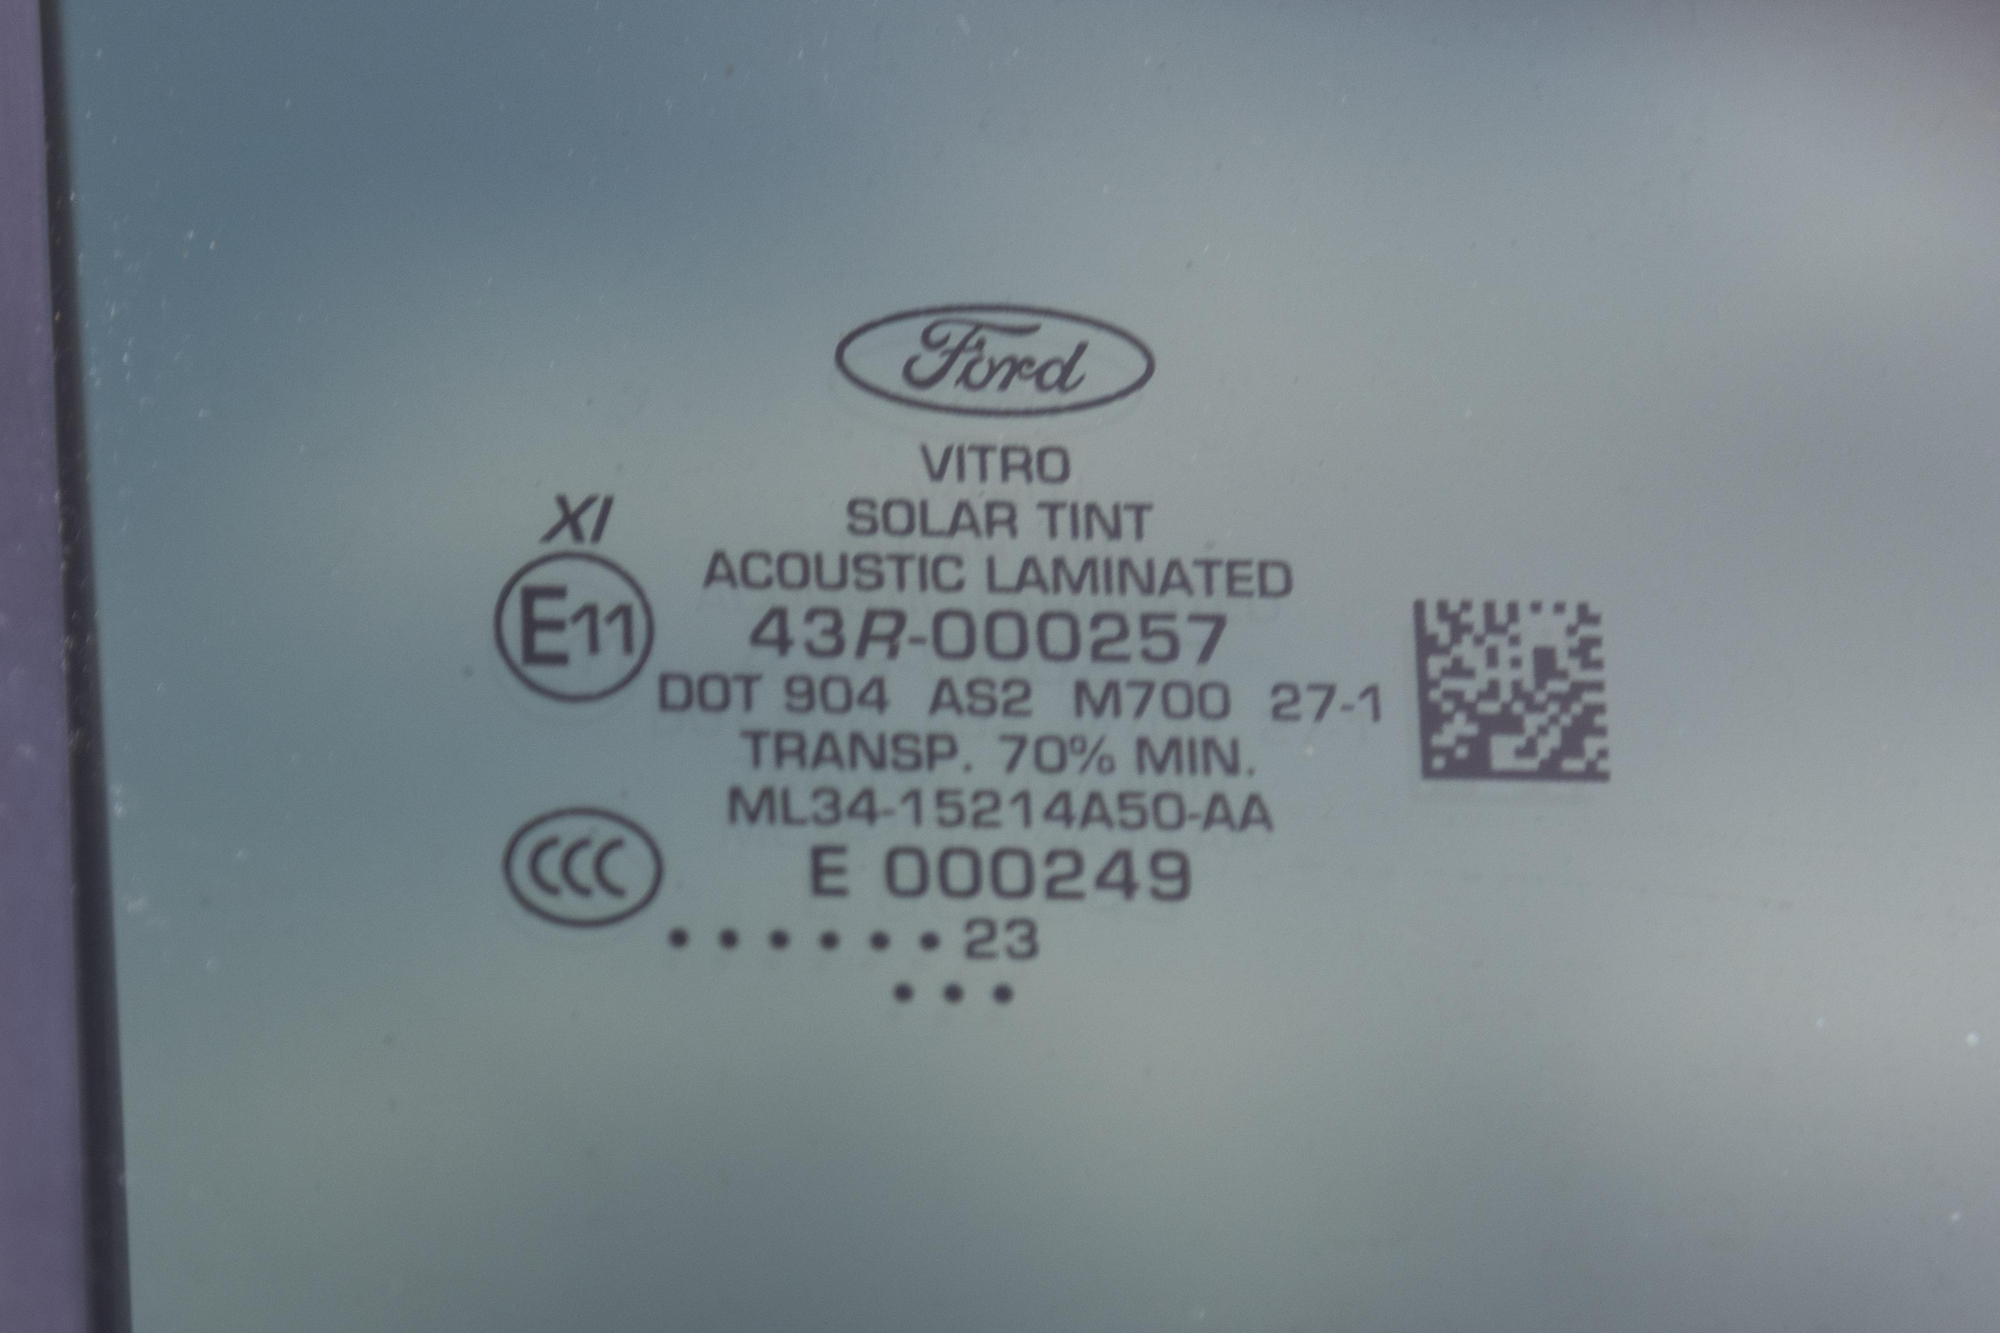 Ford
VITRO
SOLAR TINT
ACOUSTIC LAMINATED
XI
E11
43R-000257
DOT 904 AS2 M700 27-1
TRANSP. 70% MIN.
ML34-15214A50-AA
CCC
E 000249
• • • • • • 23
• • •